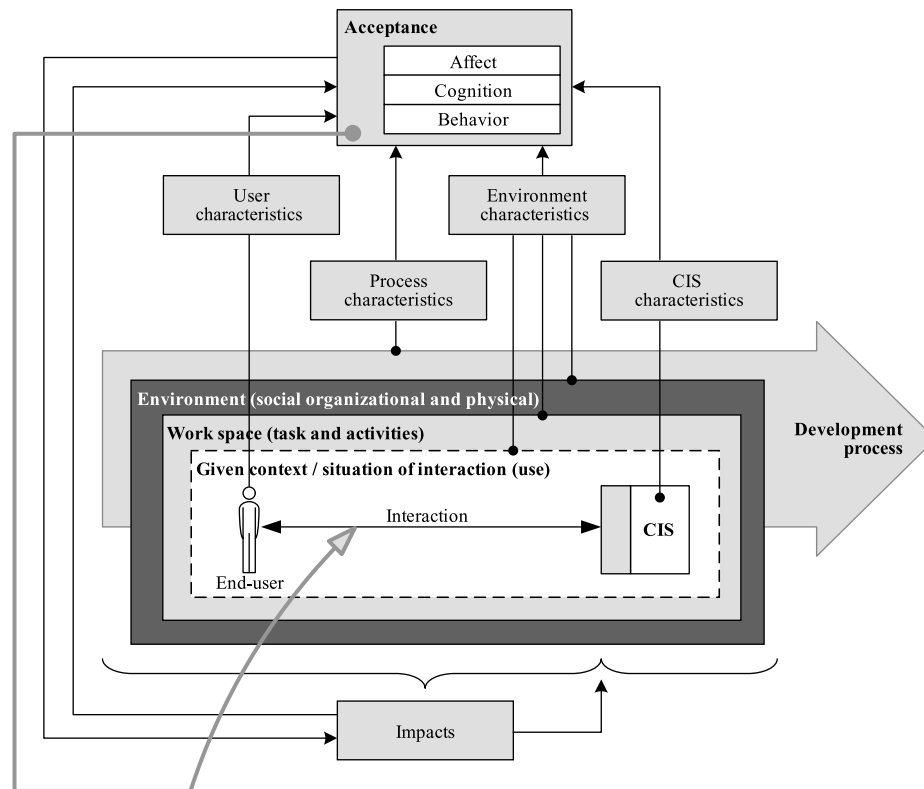 Acceptance
Affect
Cognition
Behavior
User
characteristics
Environment
characteristics
Process
characteristics
CIS
characteristics
Environment (social organizational and physical)
Work space (task and activities)
Development
process
Given context / situation of interaction (use)
Interaction
CIS
End-user
Impacts